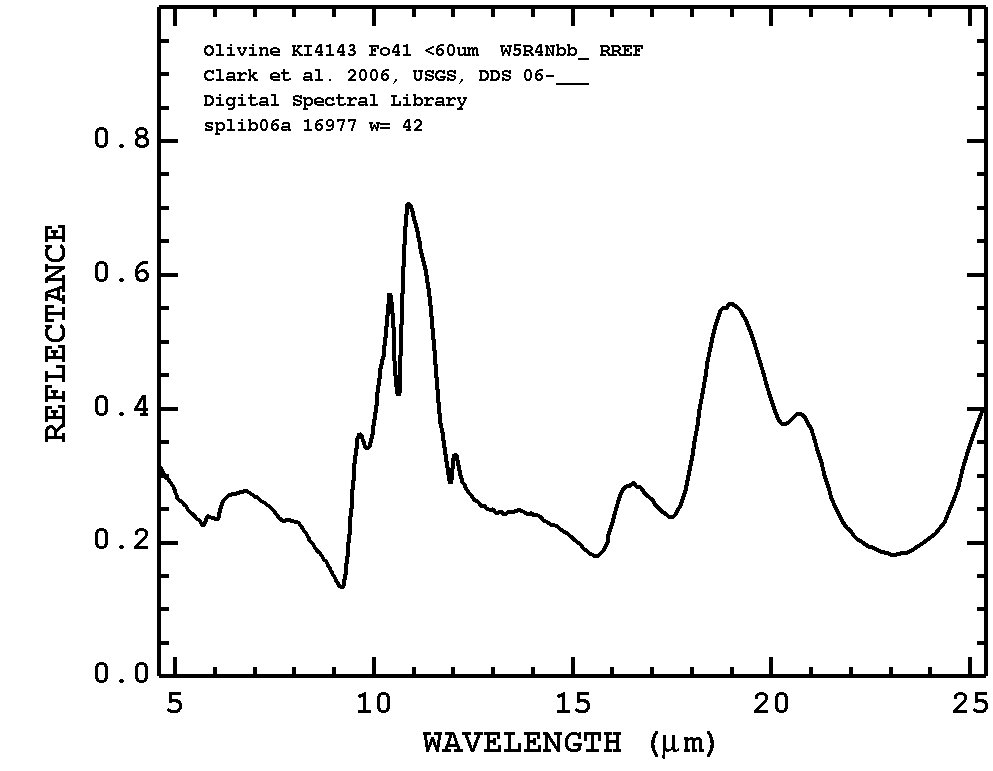 Olivine KI4143 Fo41 <60um W5R4Nbb_ RREF
Clark et al. 2006, USGS, DDS 06-___
Digital Spectral Library
splib06a 16977 w= 42
0.8
0.6
0.4
0.2
0.0
REFLECTANCE
5 10 15 20 25
WAVELENGTH (μm)